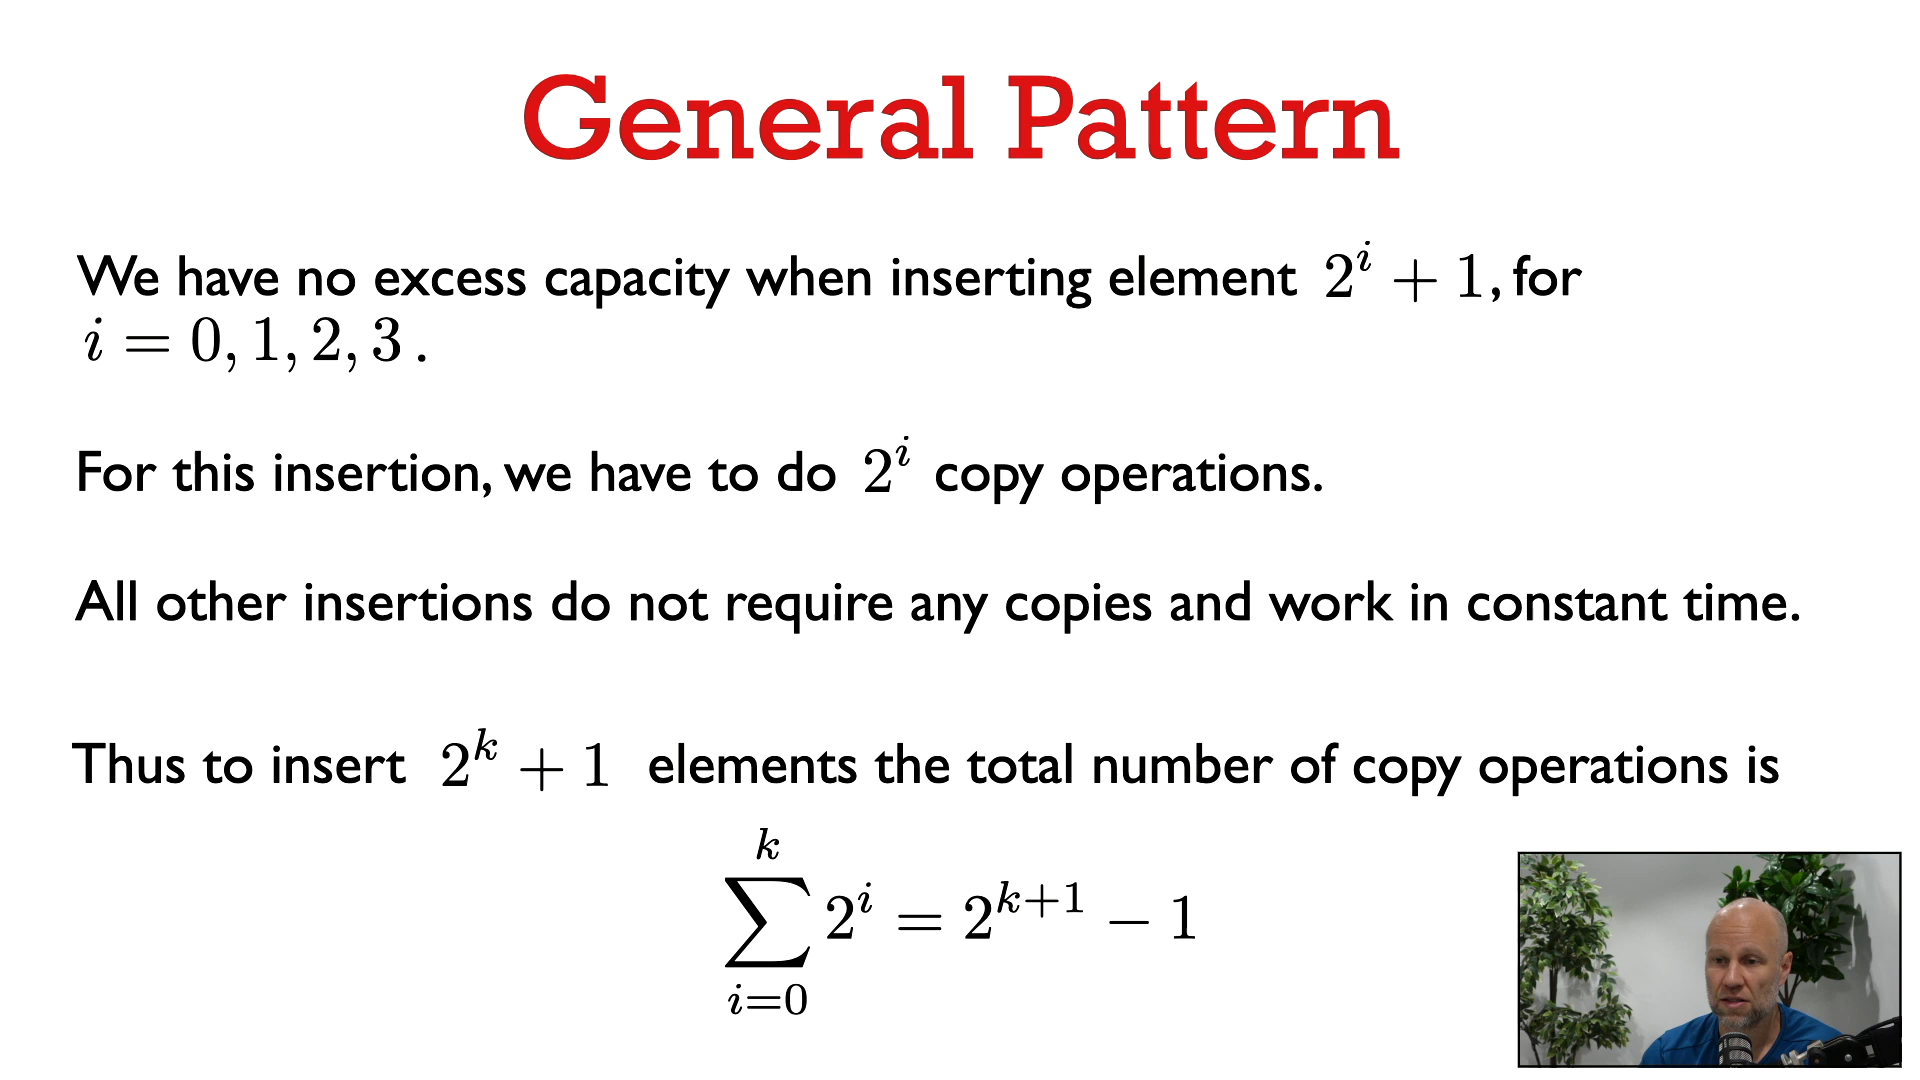 General Pattern
We have no excess capacity when inserting element $2^i + 1$, for
$i = 0, 1, 2, 3$.
For this insertion, we have to do $2^i$ copy operations.
All other insertions do not require any copies and work in constant time.
Thus to insert $2^k + 1$ elements the total number of copy operations is
$\sum_{i=0}^{k} 2^i = 2^{k+1} - 1$